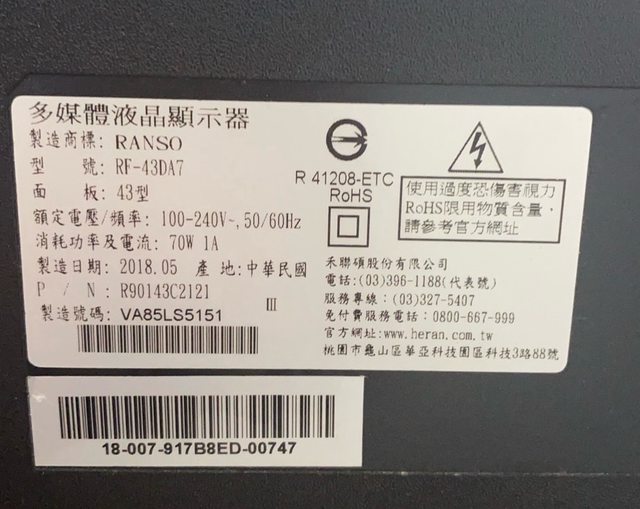 多媒體液晶顯示器
製造商標: RANSO
型 號: RF-43DA7
面 板: 43型
額定電壓/頻率: 100-240V~,50/60Hz
消耗功率及電流: 70W 1A
製造日期: 2018.05 產 地:中華民國
P / N : R90143C2121
III
製造號碼: VA85LS5151
R 41208-ETC
RoHS
使用過度恐傷害視力
RoHS限用物質含量,
請參考官方網址
禾聯碩股份有限公司
電話:(03)396-1188(代表號)
服務專線:(03)327-5407
免付費服務電話:0800-667-999
官方網址:www.heran.com.tw
桃園市龜山區華亞科技園區科技3路88號
18-007-917B8ED-00747